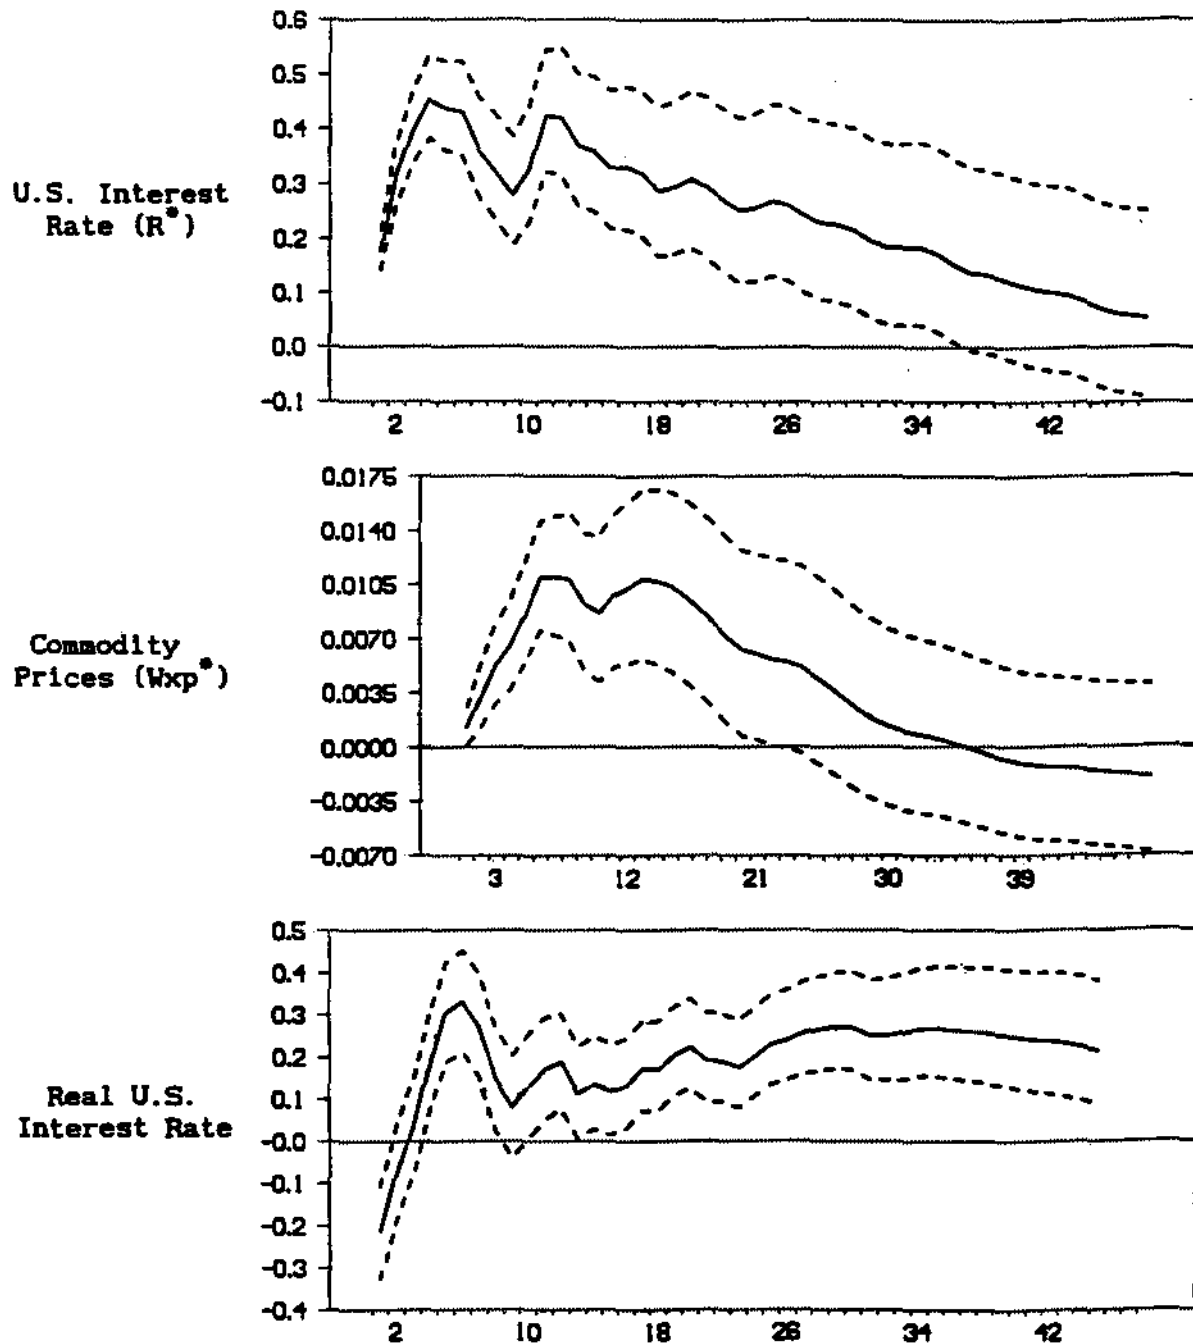 0.6
0.5
0.4
0.3
0.2
0.1
0.0
-0.1
U.S. Interest
Rate (R*)
2 10 18 26 34 42
0.0175
0.0140
0.0105
0.0070
0.0035
0.0000
-0.0035
-0.0070
Commodity
Prices (Wxp*)
3 12 21 30 39
0.5
0.4
0.3
0.2
0.1
-0.0
-0.1
-0.2
-0.3
-0.4
Real U.S.
Interest Rate
2 10 18 26 34 42